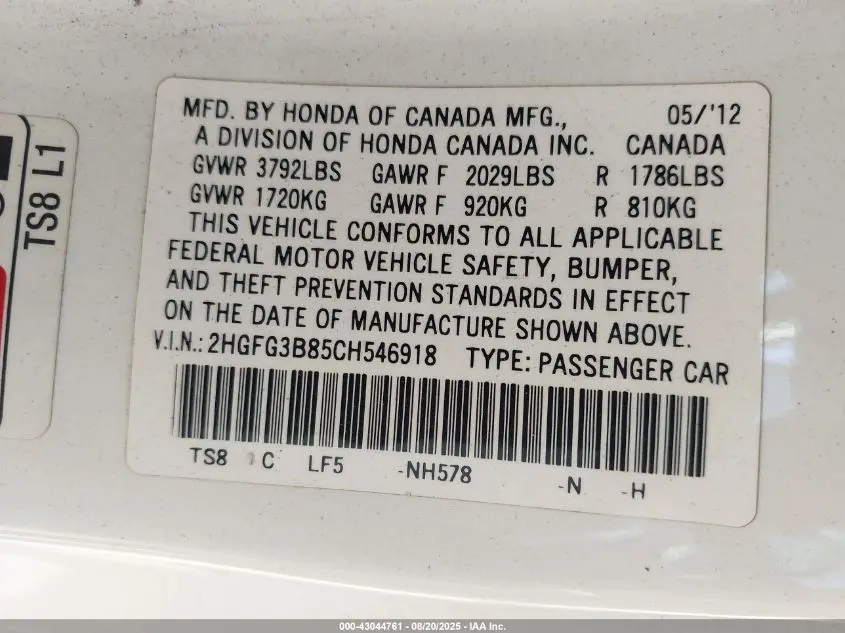 MFD. BY HONDA OF CANADA MFG., 05/'12
A DIVISION OF HONDA CANADA INC. CANADA
GVWR 3792LBS GAWR F 2029LBS R 1786LBS
GVWR 1720KG GAWR F 920KG R 810KG
THIS VEHICLE CONFORMS TO ALL APPLICABLE
FEDERAL MOTOR VEHICLE SAFETY, BUMPER,
AND THEFT PREVENTION STANDARDS IN EFFECT
ON THE DATE OF MANUFACTURE SHOWN ABOVE.
V.I.N.: 2HGFG3B85CH546918 TYPE: PASSENGER CAR
TS8 C LF5 -NH578 -N -H
TS8 L1
000-43044761 - 08/20/2025 - IAA Inc.